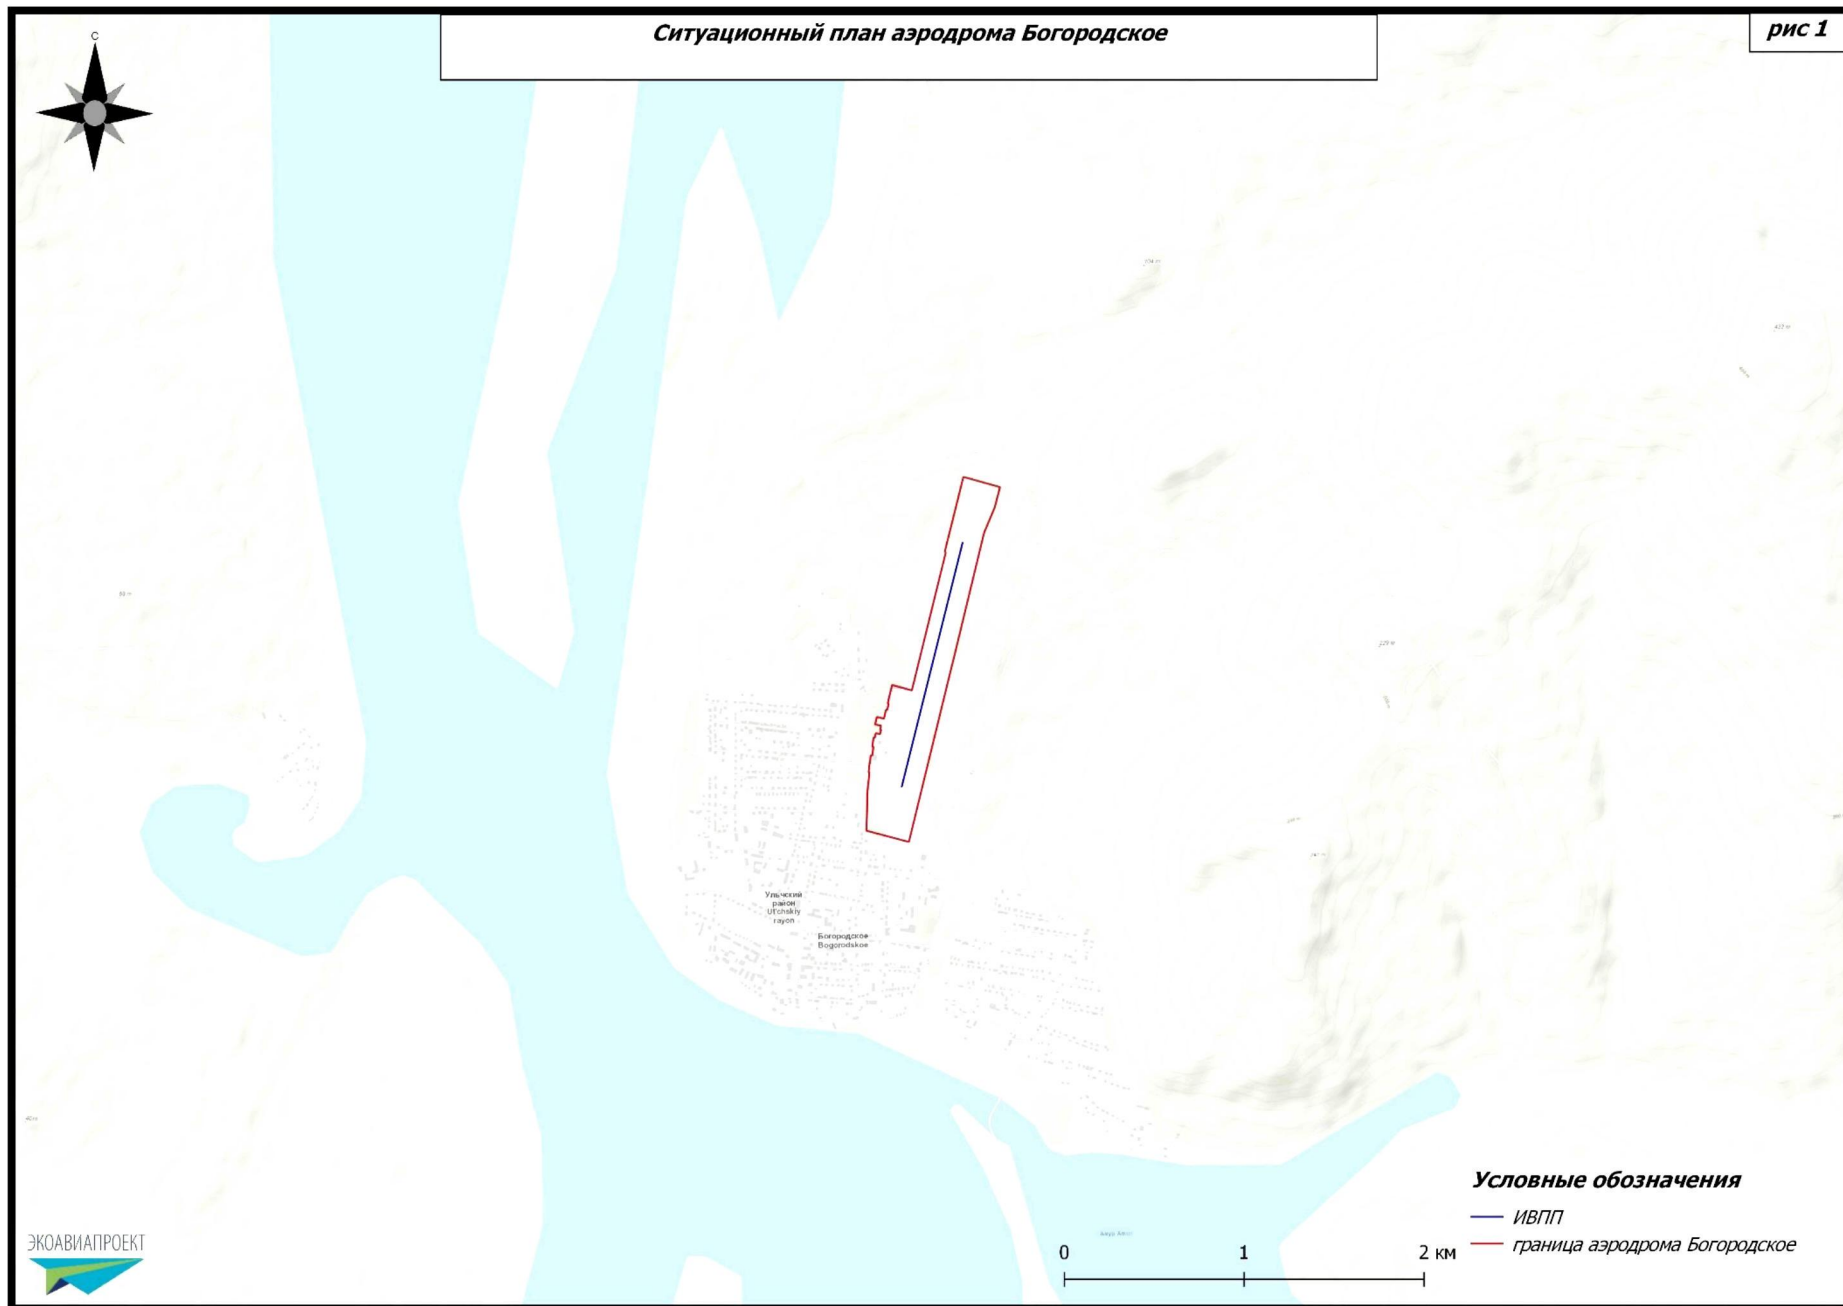 С
Ситуационный план аэродрома Богородское
рис 1
234 m
Ульчский
район
Ul'chskiy
rayon
Богородское
Bogorodskoe
Условные обозначения
ИВПП
граница аэродрома Богородское
0 1 2 км
ЭКОАВИАПРОЕКТ